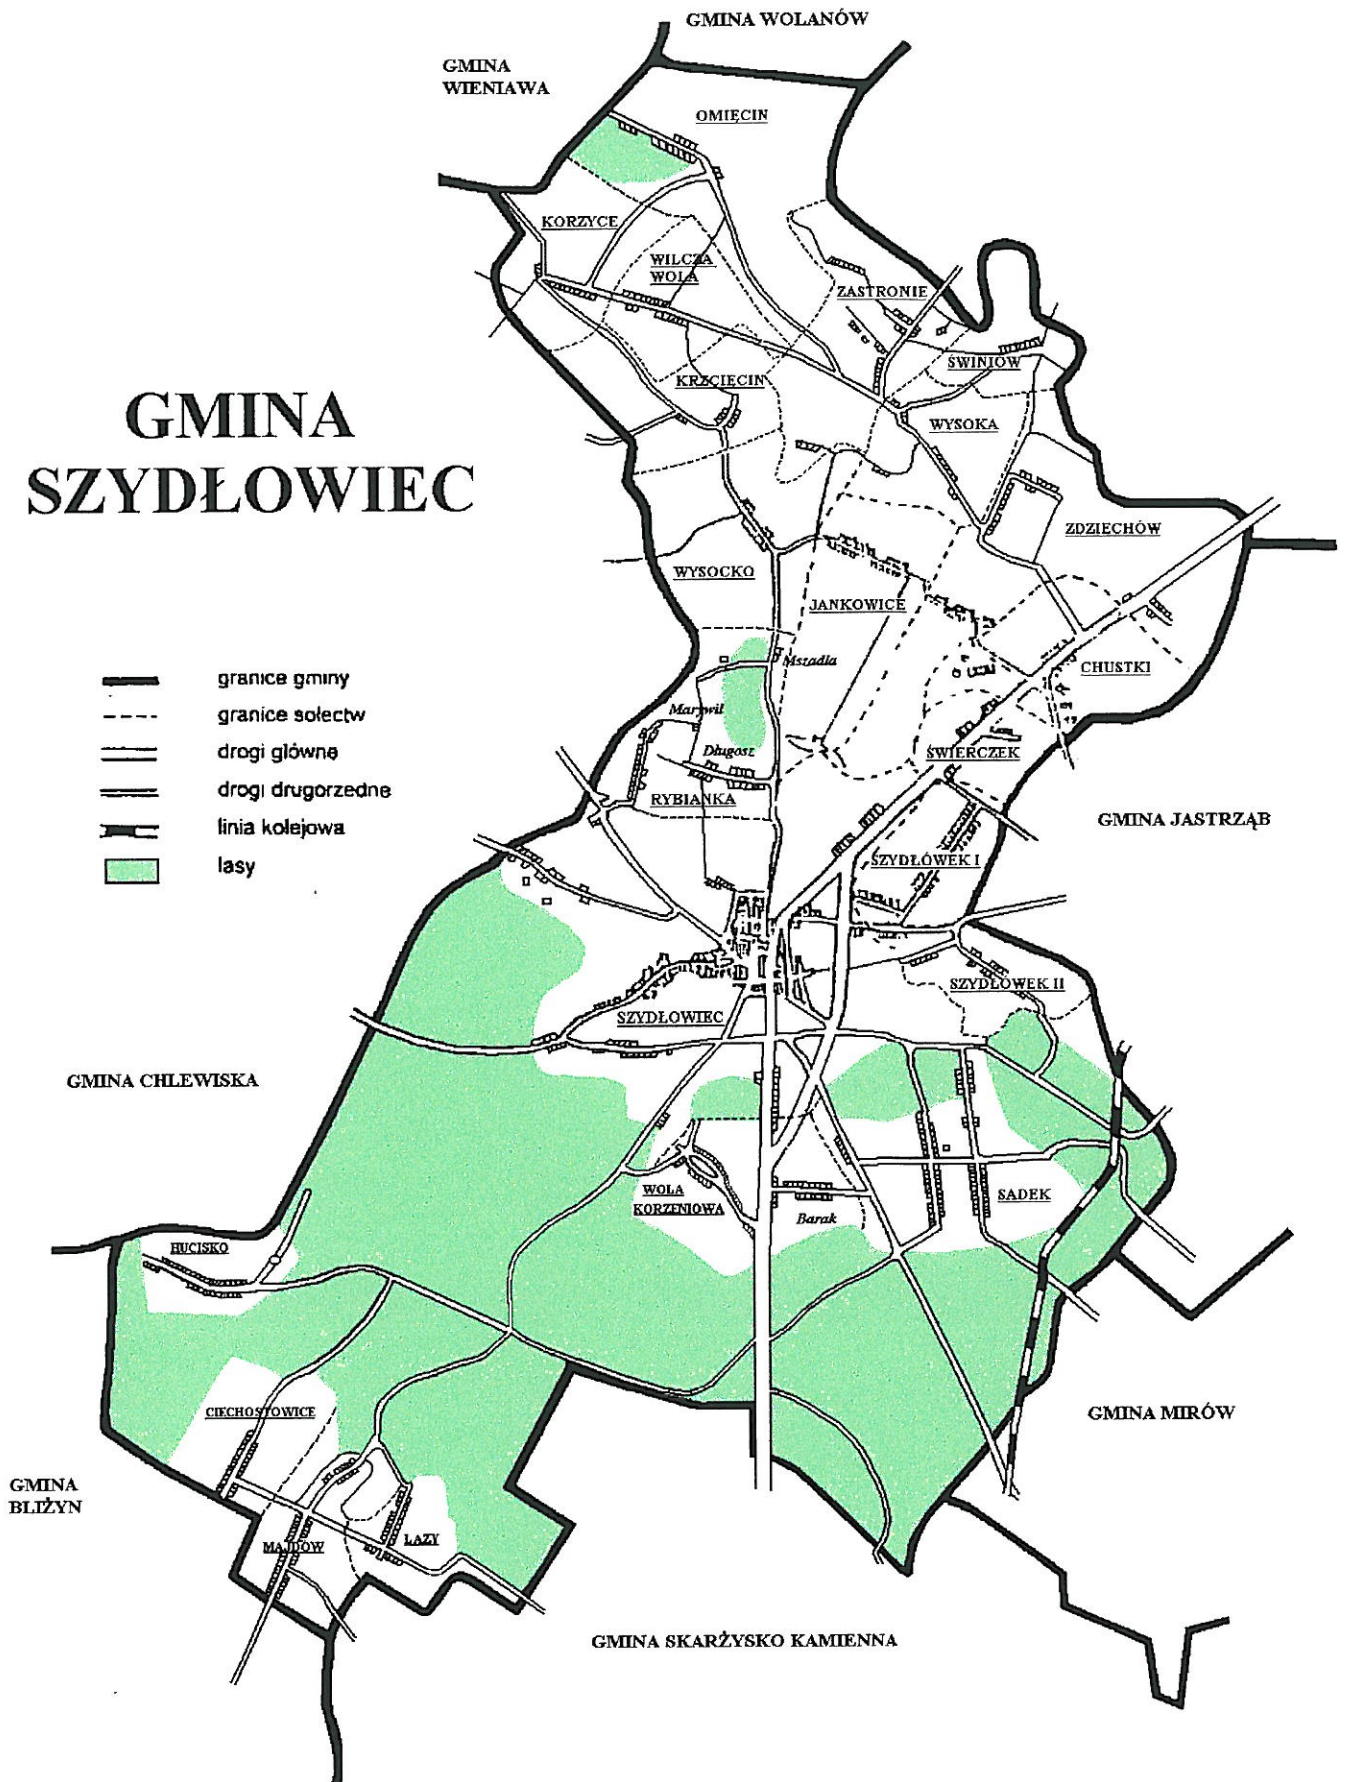 GMINA WOLANÓW
GMINA
WIENIAWA
OMIĘCIN
KORZYCE
WILCZA
WOLA
ZASTRONIE
ŚWINIÓW
KRZCIĘCIN
WYSOKA
GMINA
SZYDŁOWIEC
ZDZIECHÓW
WYSOCKO
JANKOWICE
Mszadla
CHUSTKI
granice gminy
granice sołectw
drogi główne
drogi drugorzędne
linia kolejowa
lasy
Marywil
Długosz
ŚWIERCZEK
RYBIANKA
GMINA JASTRZĄB
SZYDŁÓWEK I
SZYDŁÓWEK II
SZYDŁOWIEC
GMINA CHLEWISKA
WOLA
KORZENIOWA
SADEK
Barak
HUCISKO
CIECHOSTOWICE
GMINA MIRÓW
GMINA
BLIŻYN
MAJDÓW
ŁAZY
GMINA SKARŻYSKO KAMIENNA